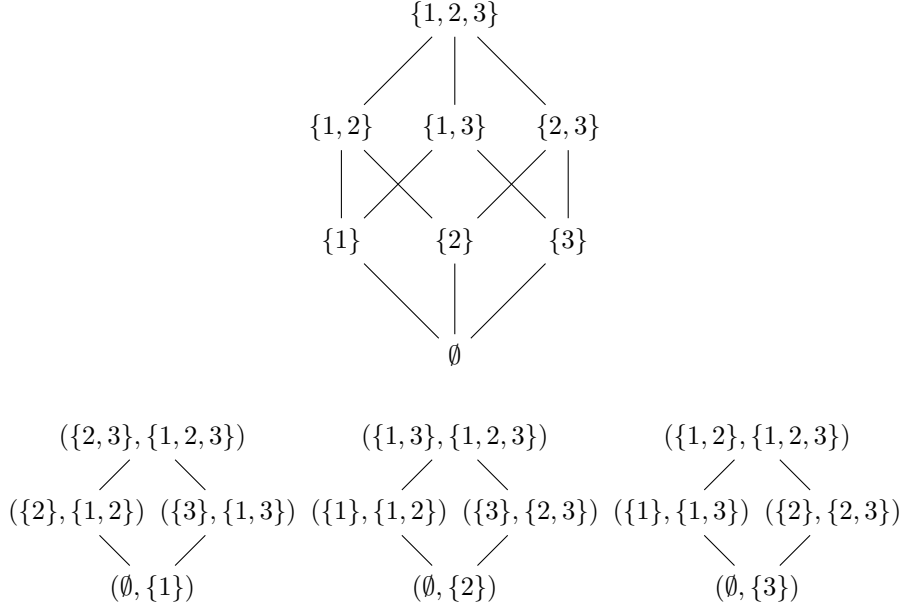 {1, 2, 3}
{1, 2} {1, 3} {2, 3}
{1} {2} {3}
∅
({2, 3}, {1, 2, 3}) ({1, 3}, {1, 2, 3}) ({1, 2}, {1, 2, 3})
({2}, {1, 2}) ({3}, {1, 3}) ({1}, {1, 2}) ({3}, {2, 3}) ({1}, {1, 3}) ({2}, {2, 3})
(∅, {1}) (∅, {2}) (∅, {3})